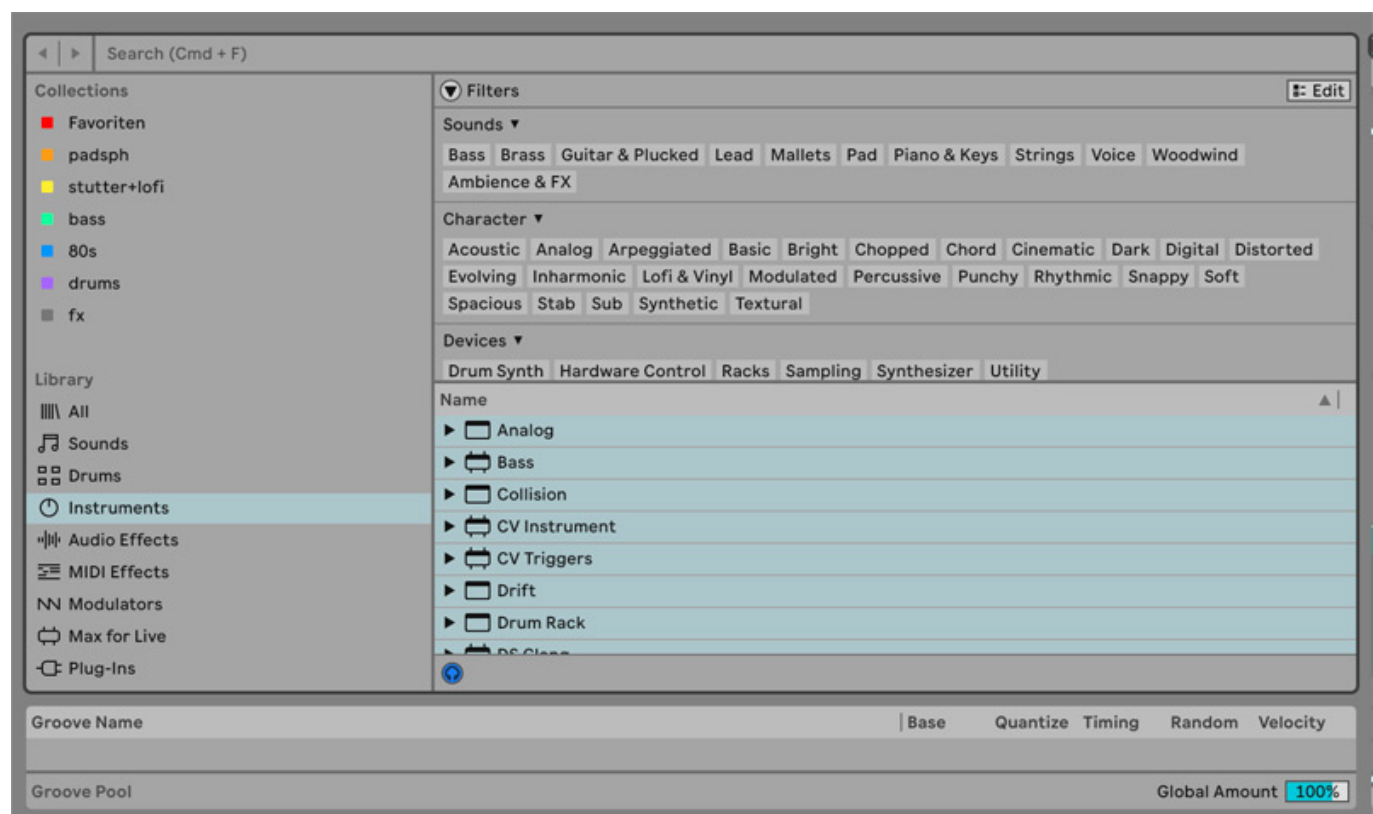 Search (Cmd + F)
Collections
Favoriten
padsph
stutter+lofi
bass
80s
drums
fx
Library
All
Sounds
Drums
Instruments
Audio Effects
MIDI Effects
Modulators
Max for Live
Plug-Ins
Filters Edit
Sounds
Bass Brass Guitar & Plucked Lead Mallets Pad Piano & Keys Strings Voice Woodwind
Ambience & FX
Character
Acoustic Analog Arpeggiated Basic Bright Chopped Chord Cinematic Dark Digital Distorted
Evolving Inharmonic Lofi & Vinyl Modulated Percussive Punchy Rhythmic Snappy Soft
Spacious Stab Sub Synthetic Textural
Devices
Drum Synth Hardware Control Racks Sampling Synthesizer Utility
Name
Analog
Bass
Collision
CV Instrument
CV Triggers
Drift
Drum Rack
DS Clang
Groove Name Base Quantize Timing Random Velocity
Groove Pool Global Amount 100%